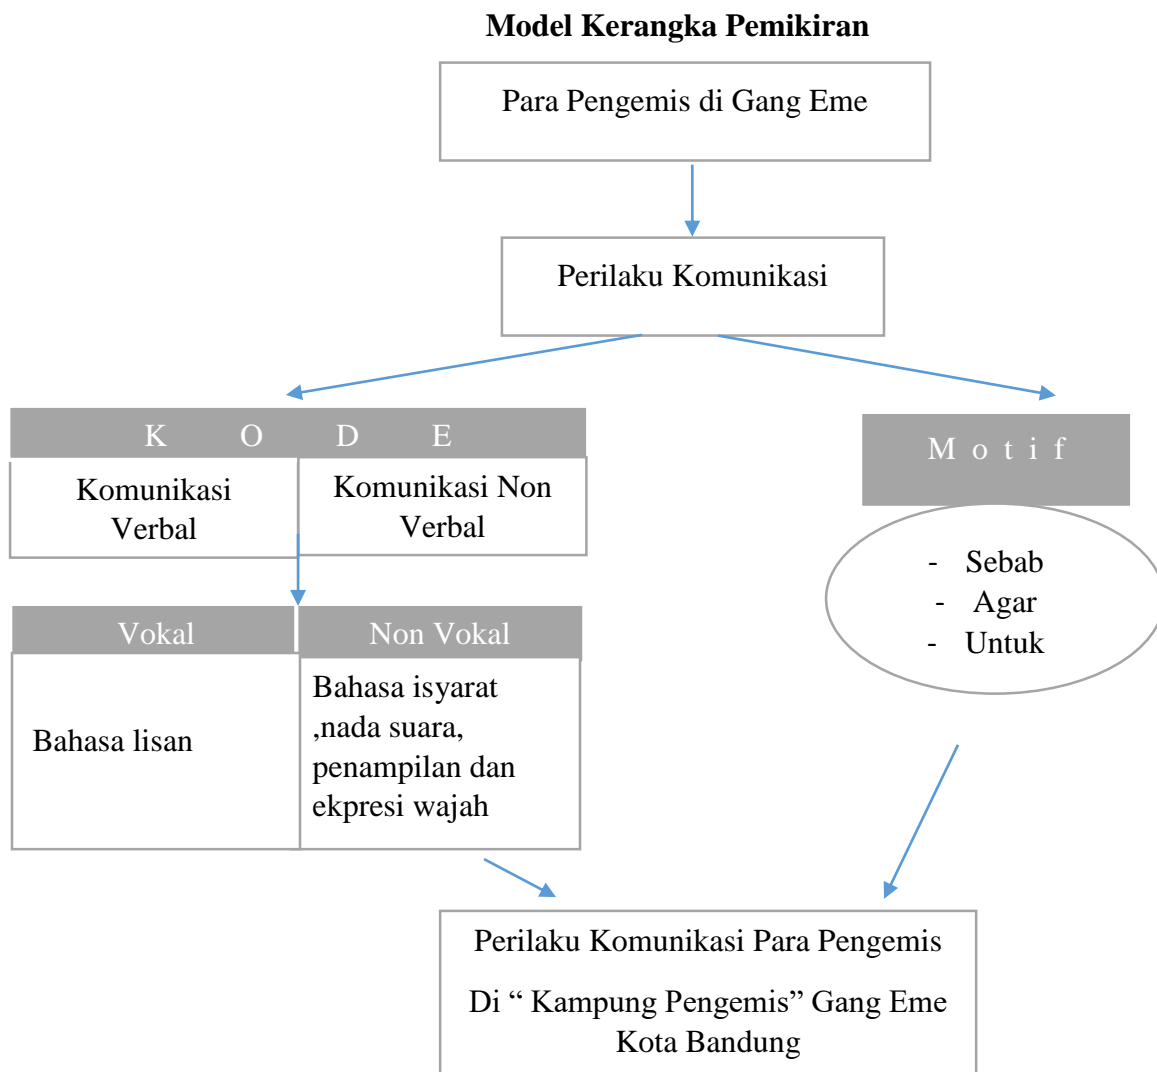 Model Kerangka Pemikiran
Para Pengemis di Gang Eme
Perilaku Komunikasi
K O D E
Komunikasi
Verbal
Komunikasi Non
Verbal
M o t i f
- Sebab
- Agar
- Untuk
Vokal
Non Vokal
Bahasa lisan
Bahasa isyarat
,nada suara,
penampilan dan
ekpresi wajah
Perilaku Komunikasi Para Pengemis
Di “ Kampung Pengemis” Gang Eme
Kota Bandung